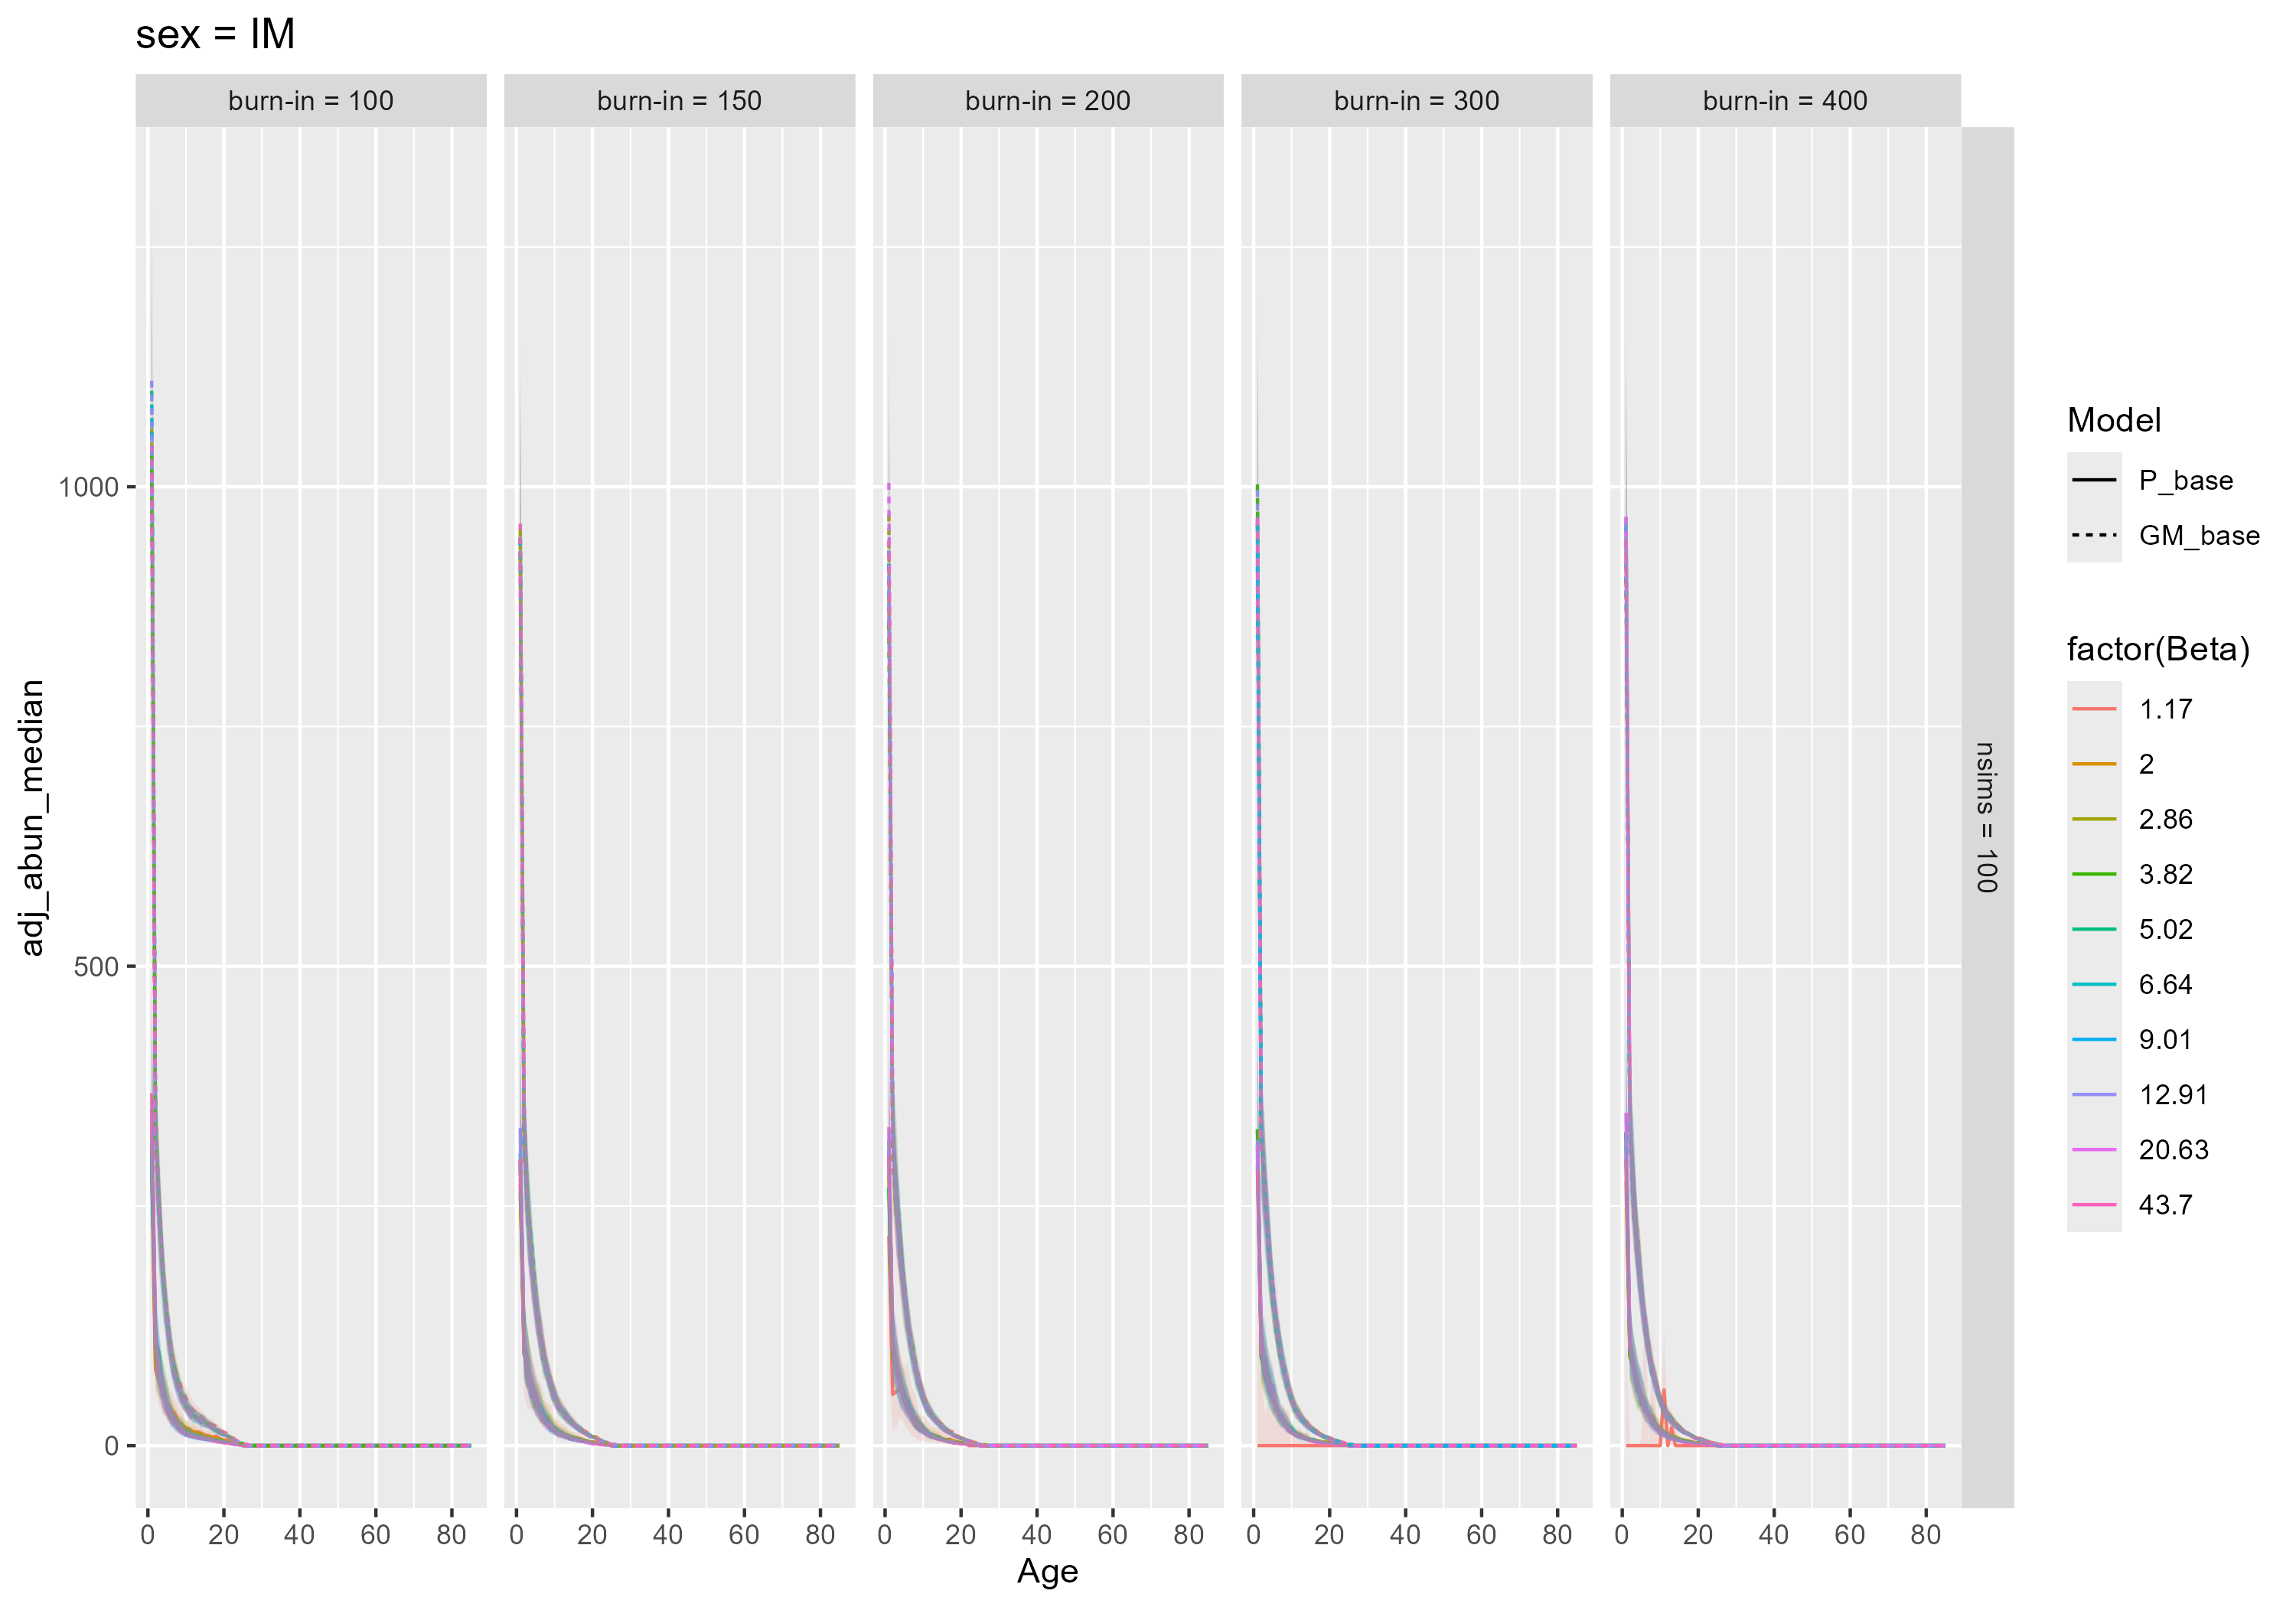 sex = IM
burn-in = 100
burn-in = 150
burn-in = 200
burn-in = 300
burn-in = 400
nsims = 100
adj_abun_median
1000
500
0
0 20 40 60 80
0 20 40 60 80
0 20 40 60 80
0 20 40 60 80
0 20 40 60 80
Age
Model
P_base
GM_base
factor(Beta)
1.17
2
2.86
3.82
5.02
6.64
9.01
12.91
20.63
43.7